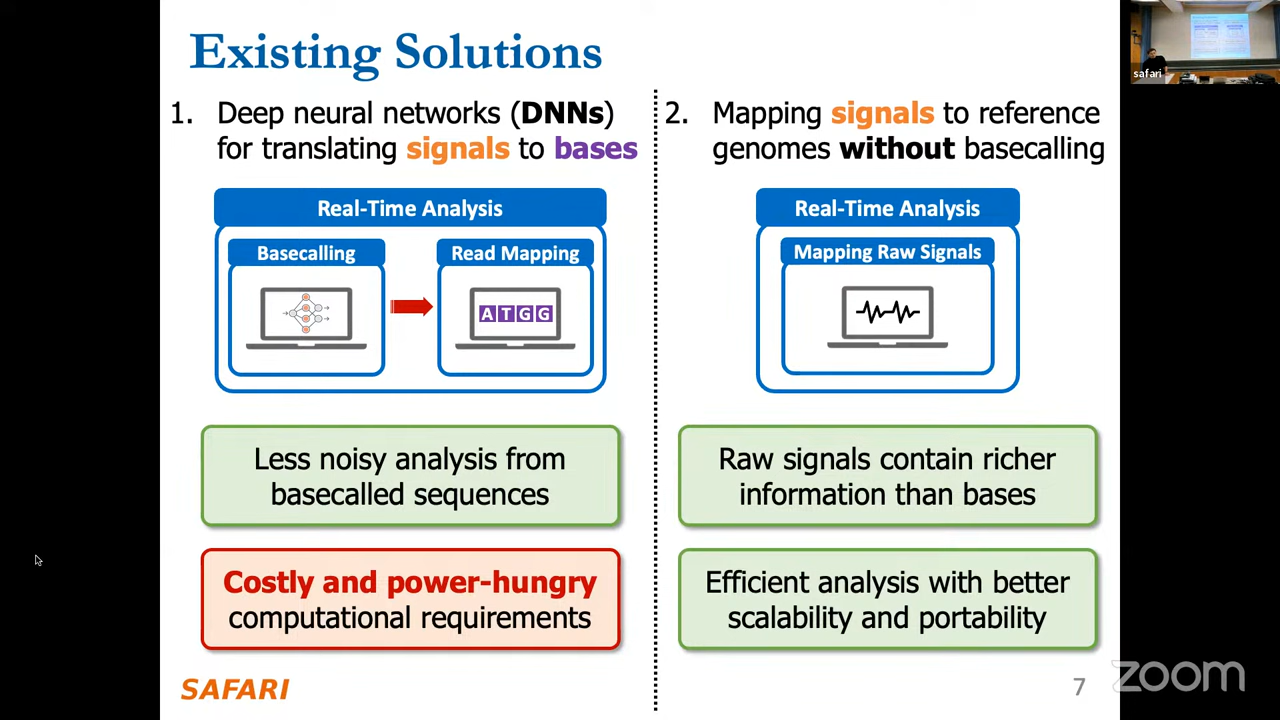 Existing Solutions
1. Deep neural networks (DNNs)
for translating signals to bases
Real-Time Analysis
Basecalling
Read Mapping
A T G G
Less noisy analysis from
basecalled sequences
Costly and power-hungry
computational requirements
2. Mapping signals to reference
genomes without basecalling
Real-Time Analysis
Mapping Raw Signals
Raw signals contain richer
information than bases
Efficient analysis with better
scalability and portability
SAFARI
7
zoom
safari